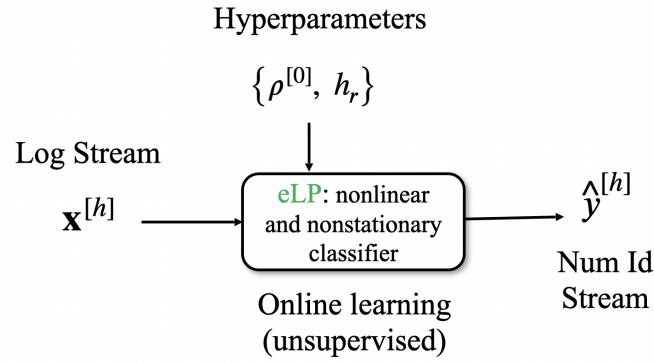 Hyperparameters
{ρ^[0], h_r}
Log Stream
x^[h]
eLP: nonlinear
and nonstationary
classifier
ŷ^[h]
Num Id
Stream
Online learning
(unsupervised)